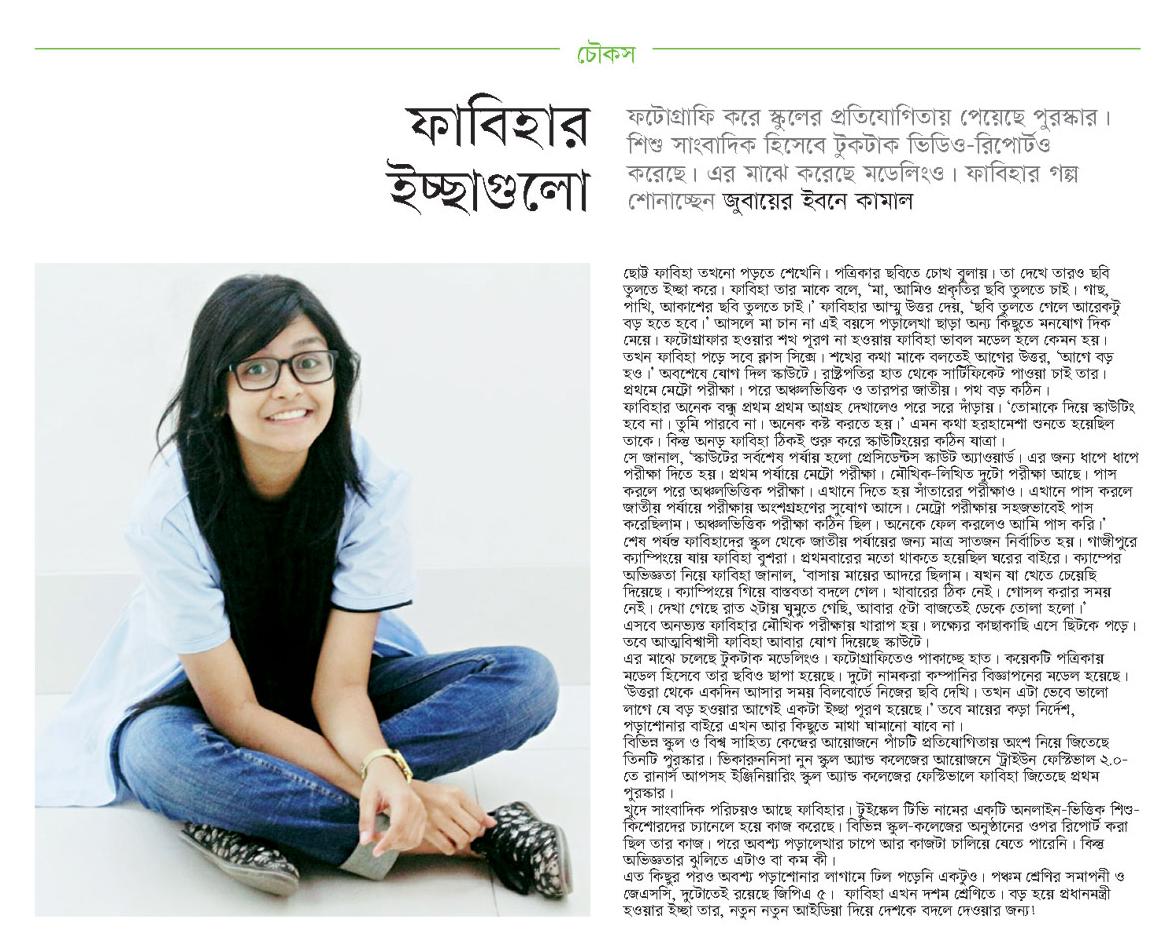 চৌকস
ফাবিহার
ইচ্ছাগুলো
ফটোগ্রাফি করে স্কুলের প্রতিযোগিতায় পেয়েছে পুরস্কার।
শিশু সাংবাদিক হিসেবে টুকটাক ভিডিও-রিপোর্টও
করেছে। এর মাঝে করেছে মডেলিংও। ফাবিহার গল্প
শোনাচ্ছেন জুবায়ের ইবনে কামাল
ছোট্ট ফাবিহা তখনো পড়তে শেখেনি। পত্রিকার ছবিতে চোখ বুলায়। তা দেখে তারও ছবি
তুলতে ইচ্ছা করে। ফাবিহা তার মাকে বলে, ‘মা, আমিও প্রকৃতির ছবি তুলতে চাই। গাছ,
পাখি, আকাশের ছবি তুলতে চাই।’ ফাবিহার আম্মু উত্তর দেয়, ‘ছবি তুলতে গেলে আরেকটু
বড় হতে হবে।’ আসলে মা চান না এই বয়সে পড়ালেখা ছাড়া অন্য কিছুতে মনযোগ দিক
মেয়ে। ফটোগ্রাফার হওয়ার শখ পূরণ না হওয়ায় ফাবিহা ভাবল মডেল হলে কেমন হয়।
তখন ফাবিহা পড়ে সবে ক্লাস সিক্সে। শখের কথা মাকে বলতেই আগের উত্তর, ‘আগে বড়
হও।’ অবশেষে যোগ দিল স্কাউটে। রাষ্ট্রপতির হাত থেকে সার্টিফিকেট পাওয়া চাই তার।
প্রথমে মেট্রো পরীক্ষা। পরে অঞ্চলভিত্তিক ও তারপর জাতীয়। পথ বড় কঠিন।
ফাবিহার অনেক বন্ধু প্রথম প্রথম আগ্রহ দেখালেও পরে সরে দাঁড়ায়। ‘তোমাকে দিয়ে স্কাউটিং
হবে না। তুমি পারবে না। অনেক কষ্ট করতে হয়।’ এমন কথা হরহামেশা শুনতে হয়েছিল
তাকে। কিন্তু অনড় ফাবিহা ঠিকই শুরু করে স্কাউটিংয়ের কঠিন যাত্রা।
সে জানাল, ‘স্কাউটের সর্বশেষ পর্যায় হলো প্রেসিডেন্টস স্কাউট অ্যাওয়ার্ড। এর জন্য ধাপে ধাপে
পরীক্ষা দিতে হয়। প্রথম পর্যায়ে মেট্রো পরীক্ষা। মৌখিক-লিখিত দুটো পরীক্ষা আছে। পাস
করলে পরে অঞ্চলভিত্তিক পরীক্ষা। এখানে দিতে হয় সাঁতারের পরীক্ষাও। এখানে পাস করলে
জাতীয় পর্যায়ে পরীক্ষায় অংশগ্রহণের সুযোগ আসে। মেট্রো পরীক্ষায় সহজভাবেই পাস
করেছিলাম। অঞ্চলভিত্তিক পরীক্ষা কঠিন ছিল। অনেকে ফেল করলেও আমি পাস করি।’
শেষ পর্যন্ত ফাবিহাদের স্কুল থেকে জাতীয় পর্যায়ের জন্য মাত্র সাতজন নির্বাচিত হয়। গাজীপুরে
ক্যাম্পিংয়ে যায় ফাবিহা বুশরা। প্রথমবারের মতো থাকতে হয়েছিল ঘরের বাইরে। ক্যাম্পের
অভিজ্ঞতা নিয়ে ফাবিহা জানাল, ‘বাসায় মায়ের আদরে ছিলাম। যখন যা খেতে চেয়েছি
দিয়েছে। ক্যাম্পিংয়ে গিয়ে বাস্তবতা বদলে গেল। খাবারের ঠিক নেই। গোসল করার সময়
নেই। দেখা গেছে রাত ২টায় ঘুমুতে গেছি, আবার ৫টা বাজতেই ডেকে তোলা হলো।’
এসবে অনভ্যস্ত ফাবিহার মৌখিক পরীক্ষায় খারাপ হয়। লক্ষ্যের কাছাকাছি এসে ছিটকে পড়ে।
তবে আত্মবিশ্বাসী ফাবিহা আবার যোগ দিয়েছে স্কাউটে।
এর মাঝে চলেছে টুকটাক মডেলিংও। ফটোগ্রাফিতেও পাকাচ্ছে হাত। কয়েকটি পত্রিকায়
মডেল হিসেবে তার ছবিও ছাপা হয়েছে। দুটো নামকরা কম্পানির বিজ্ঞাপনের মডেল হয়েছে।
‘উত্তরা থেকে একদিন আসার সময় বিলবোর্ডে নিজের ছবি দেখি। তখন এটা ভেবে ভালো
লাগে যে বড় হওয়ার আগেই একটা ইচ্ছা পূরণ হয়েছে।’ তবে মায়ের কড়া নির্দেশ,
পড়াশোনার বাইরে এখন আর কিছুতে মাথা ঘামানো যাবে না।
বিভিন্ন স্কুল ও বিশ্ব সাহিত্য কেন্দ্রের আয়োজনে পাঁচটি প্রতিযোগিতায় অংশ নিয়ে জিতেছে
তিনটি পুরস্কার। ভিকারুননিসা নুন স্কুল অ্যান্ড কলেজের আয়োজনে ‘ট্রাইউন ফেস্টিভাল ২.০-
তে রানার্স আপসহ ইঞ্জিনিয়ারিং স্কুল অ্যান্ড কলেজের ফেস্টিভালে ফাবিহা জিতেছে প্রথম
পুরস্কার।
খুদে সাংবাদিক পরিচয়ও আছে ফাবিহার। টুইঙ্কেল টিভি নামের একটি অনলাইন-ভিত্তিক শিশু-
কিশোরদের চ্যানেলে হয়ে কাজ করেছে। বিভিন্ন স্কুল-কলেজের অনুষ্ঠানের ওপর রিপোর্ট করা
ছিল তার কাজ। পরে অবশ্য পড়ালেখার চাপে আর কাজটা চালিয়ে যেতে পারেনি। কিন্তু
অভিজ্ঞতার ঝুলিতে এটাও বা কম কী।
এত কিছুর পরও অবশ্য পড়াশোনার লাগামে ঢিল পড়েনি একটুও। পঞ্চম শ্রেণির সমাপনী ও
জেএসসি, দুটোতেই রয়েছে জিপিএ ৫। ফাবিহা এখন দশম শ্রেণিতে। বড় হয়ে প্রধানমন্ত্রী
হওয়ার ইচ্ছা তার, নতুন নতুন আইডিয়া দিয়ে দেশকে বদলে দেওয়ার জন্য!